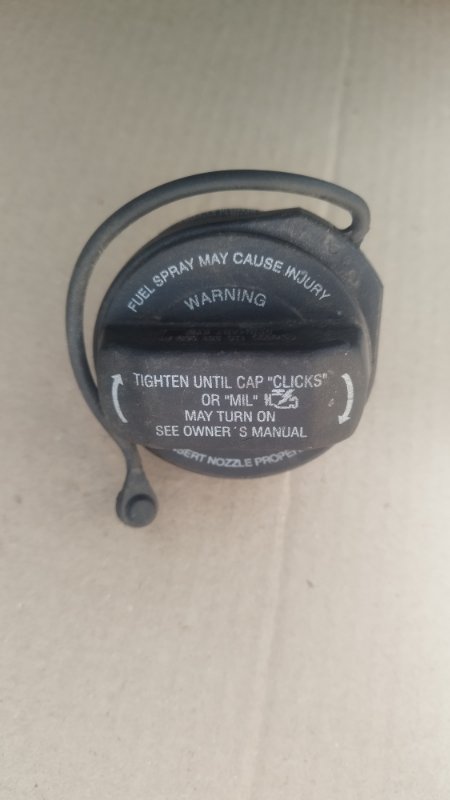 FUEL SPRAY MAY CAUSE INJURY
WARNING
TIGHTEN UNTIL CAP "CLICKS"
OR "MIL"
MAY TURN ON
SEE OWNER´S MANUAL
NOZZLE